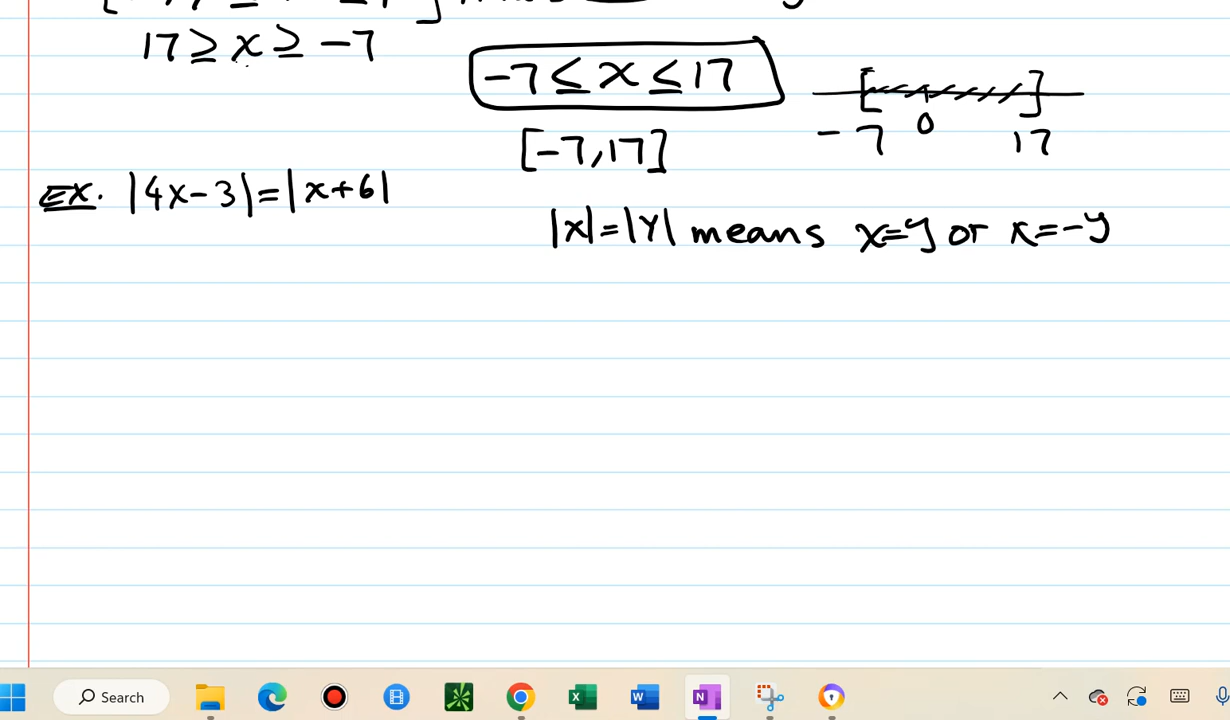 17 ≥ x ≥ -7
-7 ≤ x ≤ 17
[-7, 17]
-7 0 17
EX. |4x-3| = |x+6|
|x| = |Y| means x=y or x=-y
Search